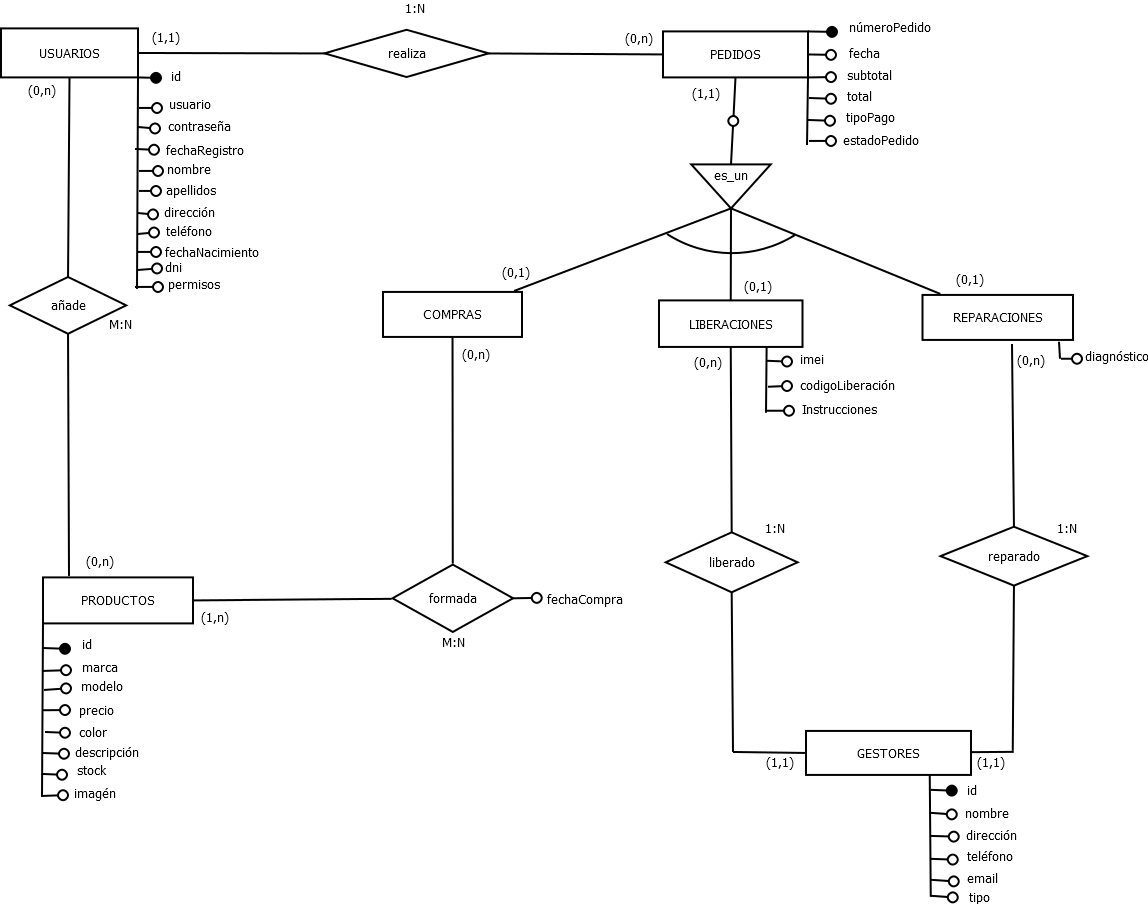 1:N
USUARIOS
(1,1)
realiza
(0,n)
PEDIDOS
númeroPedido
fecha
subtotal
total
tipoPago
estadoPedido
(0,n)
id
usuario
contraseña
fechaRegistro
nombre
apellidos
dirección
teléfono
fechaNacimiento
dni
permisos
(1,1)
es_un
añade
M:N
(0,1)
COMPRAS
(0,n)
(0,1)
LIBERACIONES
(0,n)
imei
codigoLiberación
Instrucciones
(0,1)
REPARACIONES
(0,n)
diagnóstico
1:N
liberado
1:N
reparado
(0,n)
PRODUCTOS
(1,n)
formada
fechaCompra
M:N
id
marca
modelo
precio
color
descripción
stock
imagén
(1,1)
GESTORES
(1,1)
id
nombre
dirección
teléfono
email
tipo